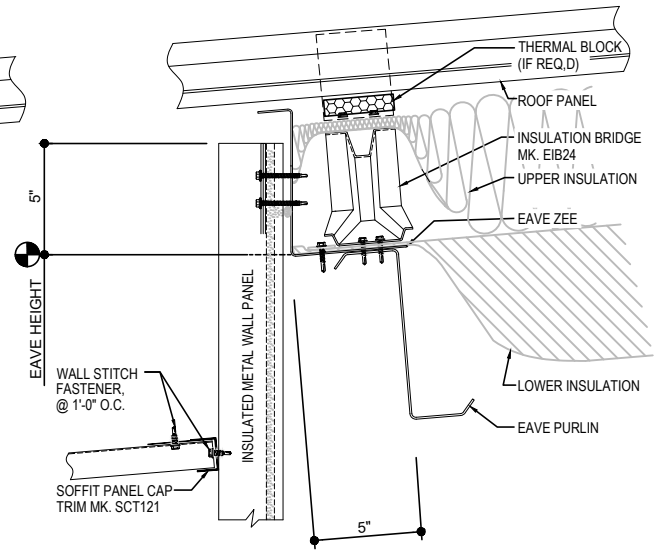 THERMAL BLOCK
(IF REQ,D)
ROOF PANEL
INSULATION BRIDGE
MK. EIB24
UPPER INSULATION
EAVE ZEE
5"
EAVE HEIGHT
INSULATED METAL WALL PANEL
WALL STITCH
FASTENER,
@ 1'-0" O.C.
LOWER INSULATION
EAVE PURLIN
SOFFIT PANEL CAP
TRIM MK. SCT121
5"